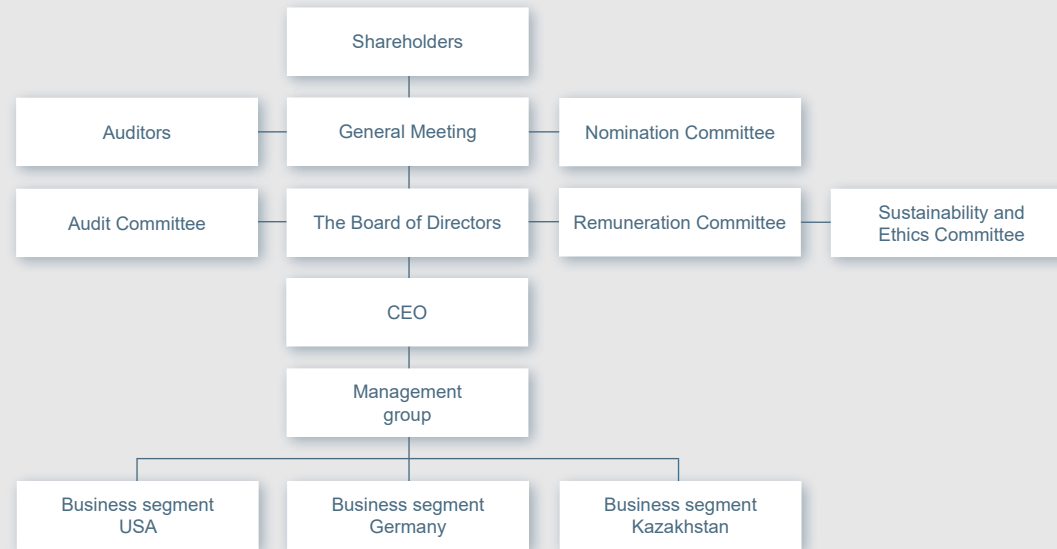 Shareholders
Auditors
General Meeting
Nomination Committee
Audit Committee
The Board of Directors
Remuneration Committee
Sustainability and
Ethics Committee
CEO
Management
group
Business segment
USA
Business segment
Germany
Business segment
Kazakhstan